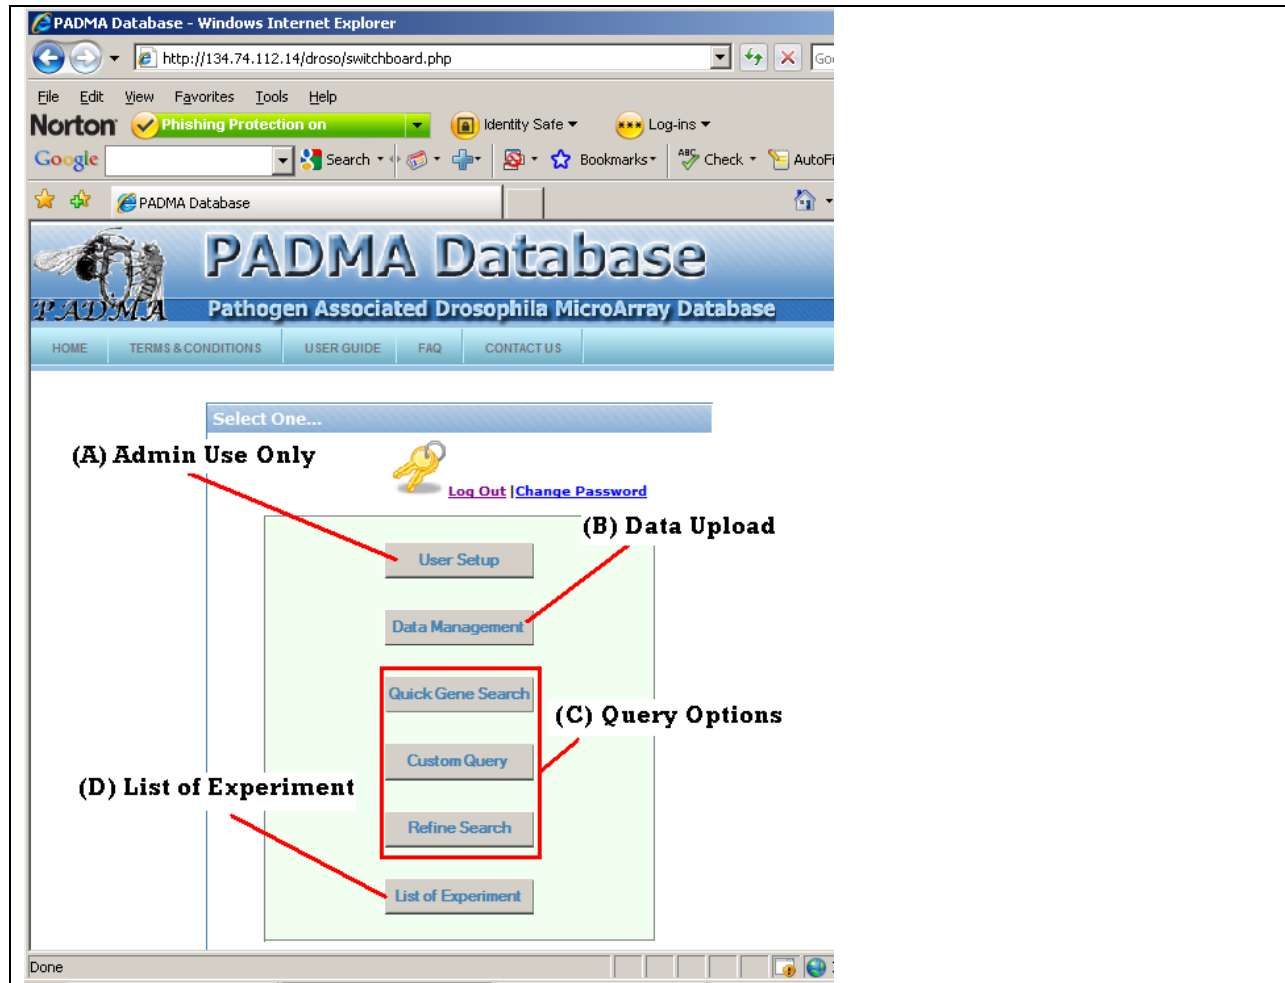 PADMA Database - Windows Internet Explorer
http://134.74.112.14/droso/switchboard.php
Go
File Edit View Favorites Tools Help
Norton Phishing Protection on Identity Safe Log-ins
Google Search Bookmarks Check AutoFi
PADMA Database
PADMA Database
PADMA
Pathogen Associated Drosophila MicroArray Database
HOME TERMS & CONDITIONS USER GUIDE FAQ CONTACT US
Select One...
(A) Admin Use Only
Log Out | Change Password
(B) Data Upload
User Setup
Data Management
Quick Gene Search
(C) Query Options
Custom Query
(D) List of Experiment
Refine Search
List of Experiment
Done